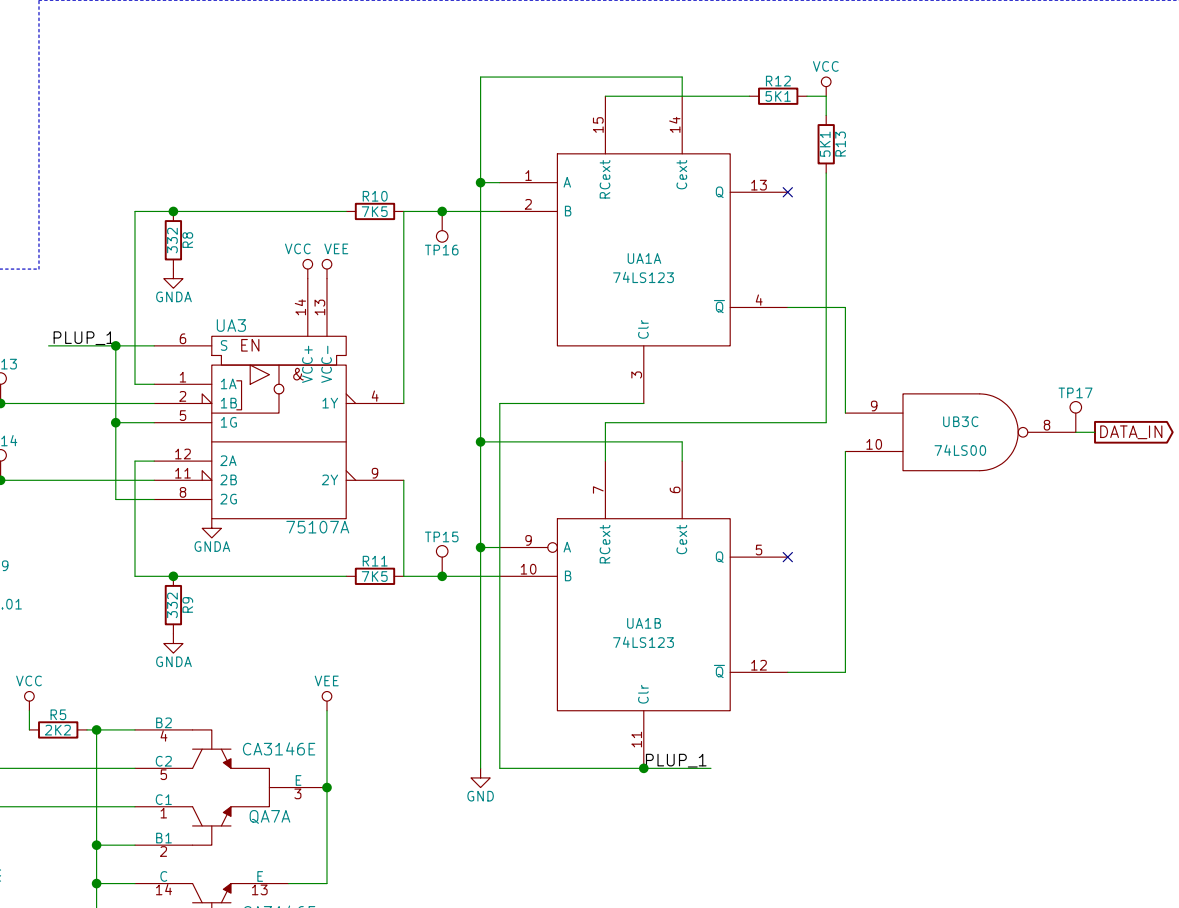 VCC
R12
5K1
15
14
5K1
R13
1
A
RCext
Cext
Q
13
2
B
R10
7K5
332
R8
TP16
VCC
VEE
UA1A
74LS123
GNDA
14
13
Q
4
UA3
Clr
PLUP_1
6
S
EN
VCC+
VCC-
3
13
1
1A
&
TP17
2
1B
1Y
4
9
5
1G
UB3C
8
DATA_IN
14
10
74LS00
12
2A
11
2B
2Y
9
7
6
8
2G
75107A
GNDA
TP15
9
A
RCext
Cext
Q
5
9
R11
7K5
10
B
.01
332
R9
UA1B
74LS123
GNDA
Q
12
VCC
VEE
Clr
R5
2K2
B2
4
CA3146E
11
PLUP_1
C2
5
E
3
GND
C1
1
QA7A
B1
2
C
14
E
13